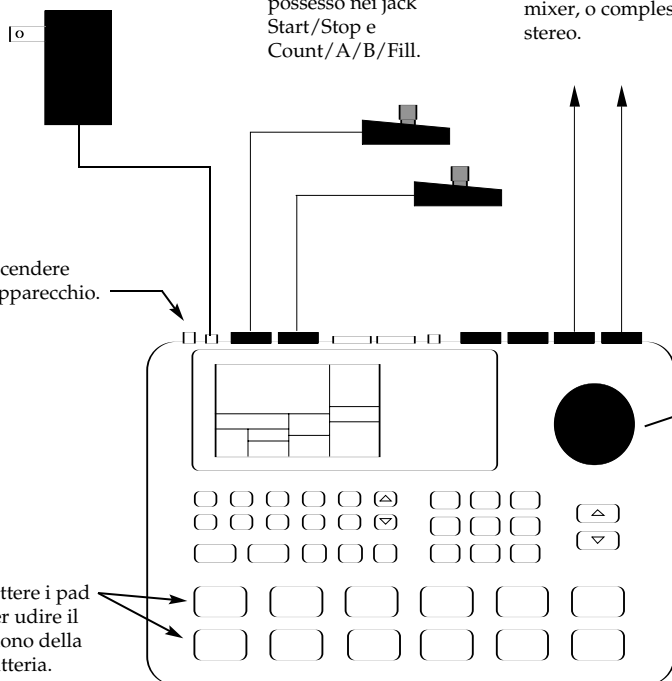 possesso nei jack
Start/Stop e
Count/A/B/Fill.
mixer, o comples
stereo.
o
cendere
pparecchio.
ttere i pad
er udire il
ono della
tteria.